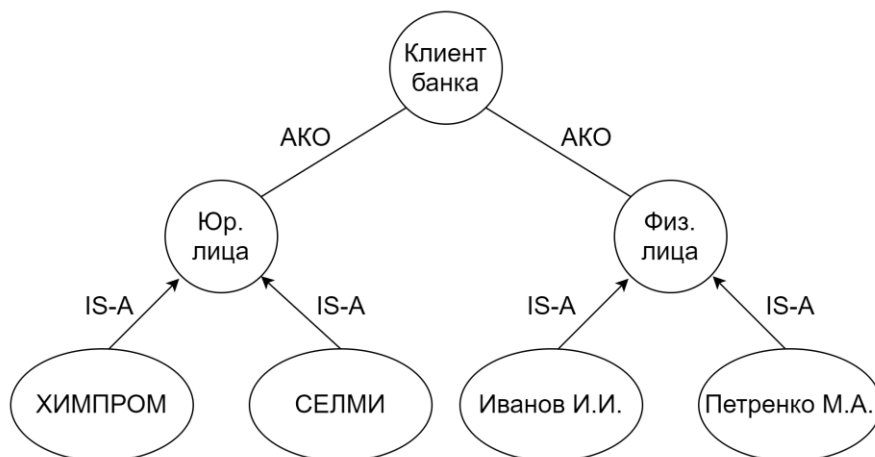 Клиент
банка
АКО
АКО
Юр.
лица
Физ.
лица
IS-A
IS-A
IS-A
IS-A
ХИМПРОМ
СЕЛМИ
Иванов И.И.
Петренко М.А.